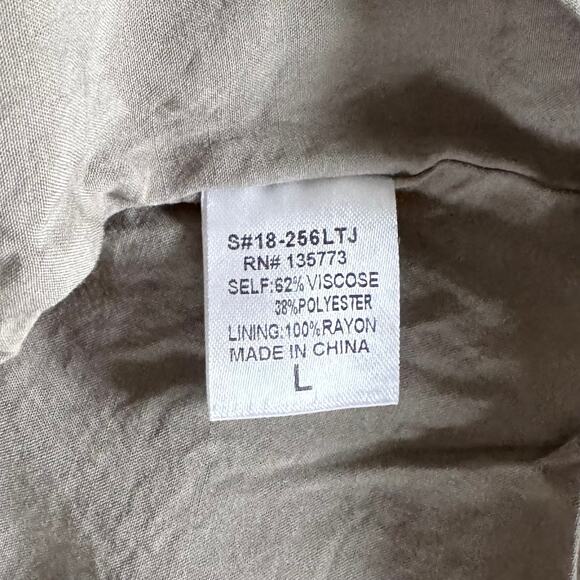 S#18-256LTJ
RN# 135773
SELF:62% VISCOSE
38%POLYESTER
LINING:100%RAYON
MADE IN CHINA
L